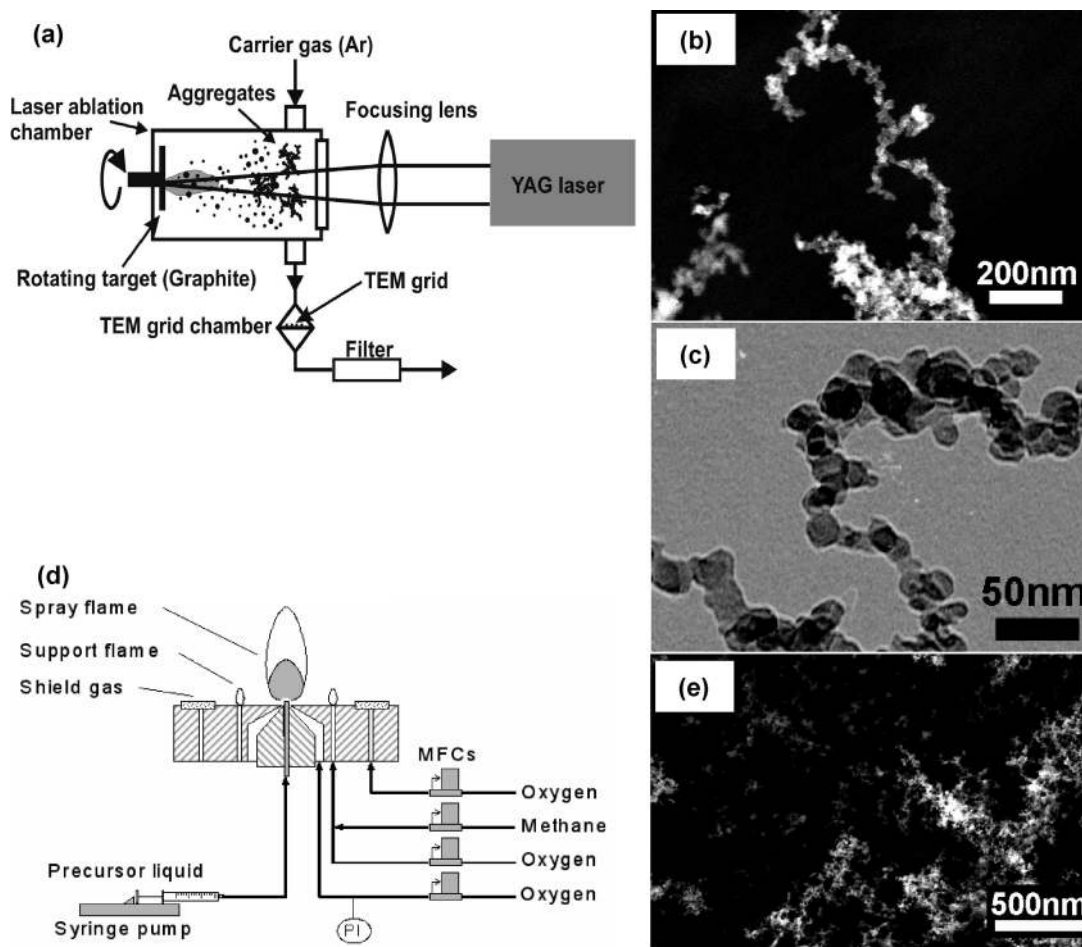 (a)
Carrier gas (Ar)
Aggregates
Laser ablation
chamber
Focusing lens
YAG laser
Rotating target (Graphite)
TEM grid
TEM grid chamber
Filter
(b)
200nm
(c)
50nm
(d)
Spray flame
Support flame
Shield gas
MFCs
Oxygen
Methane
Oxygen
Oxygen
Precursor liquid
Syringe pump
PI
(e)
500nm